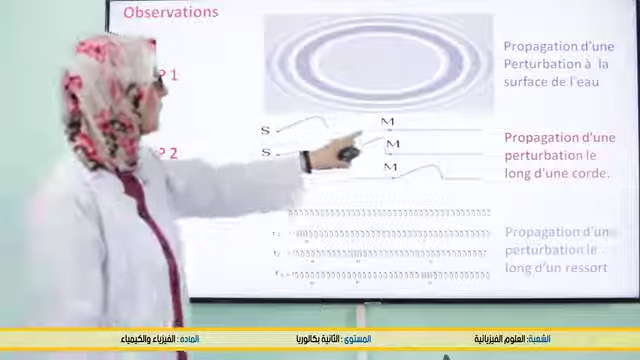 Observations
P 1
Propagation d'une
Perturbation à la
surface de l'eau
S
M
P 2
S
M
M
Propagation d'une
perturbation le
long d'une corde.
Propagation d'une
perturbation le
long d'un ressort
الشعبة: العلوم الفيزيائية
المستوى : الثانية بكالوريا
المادة : الفيزياء والكيمياء